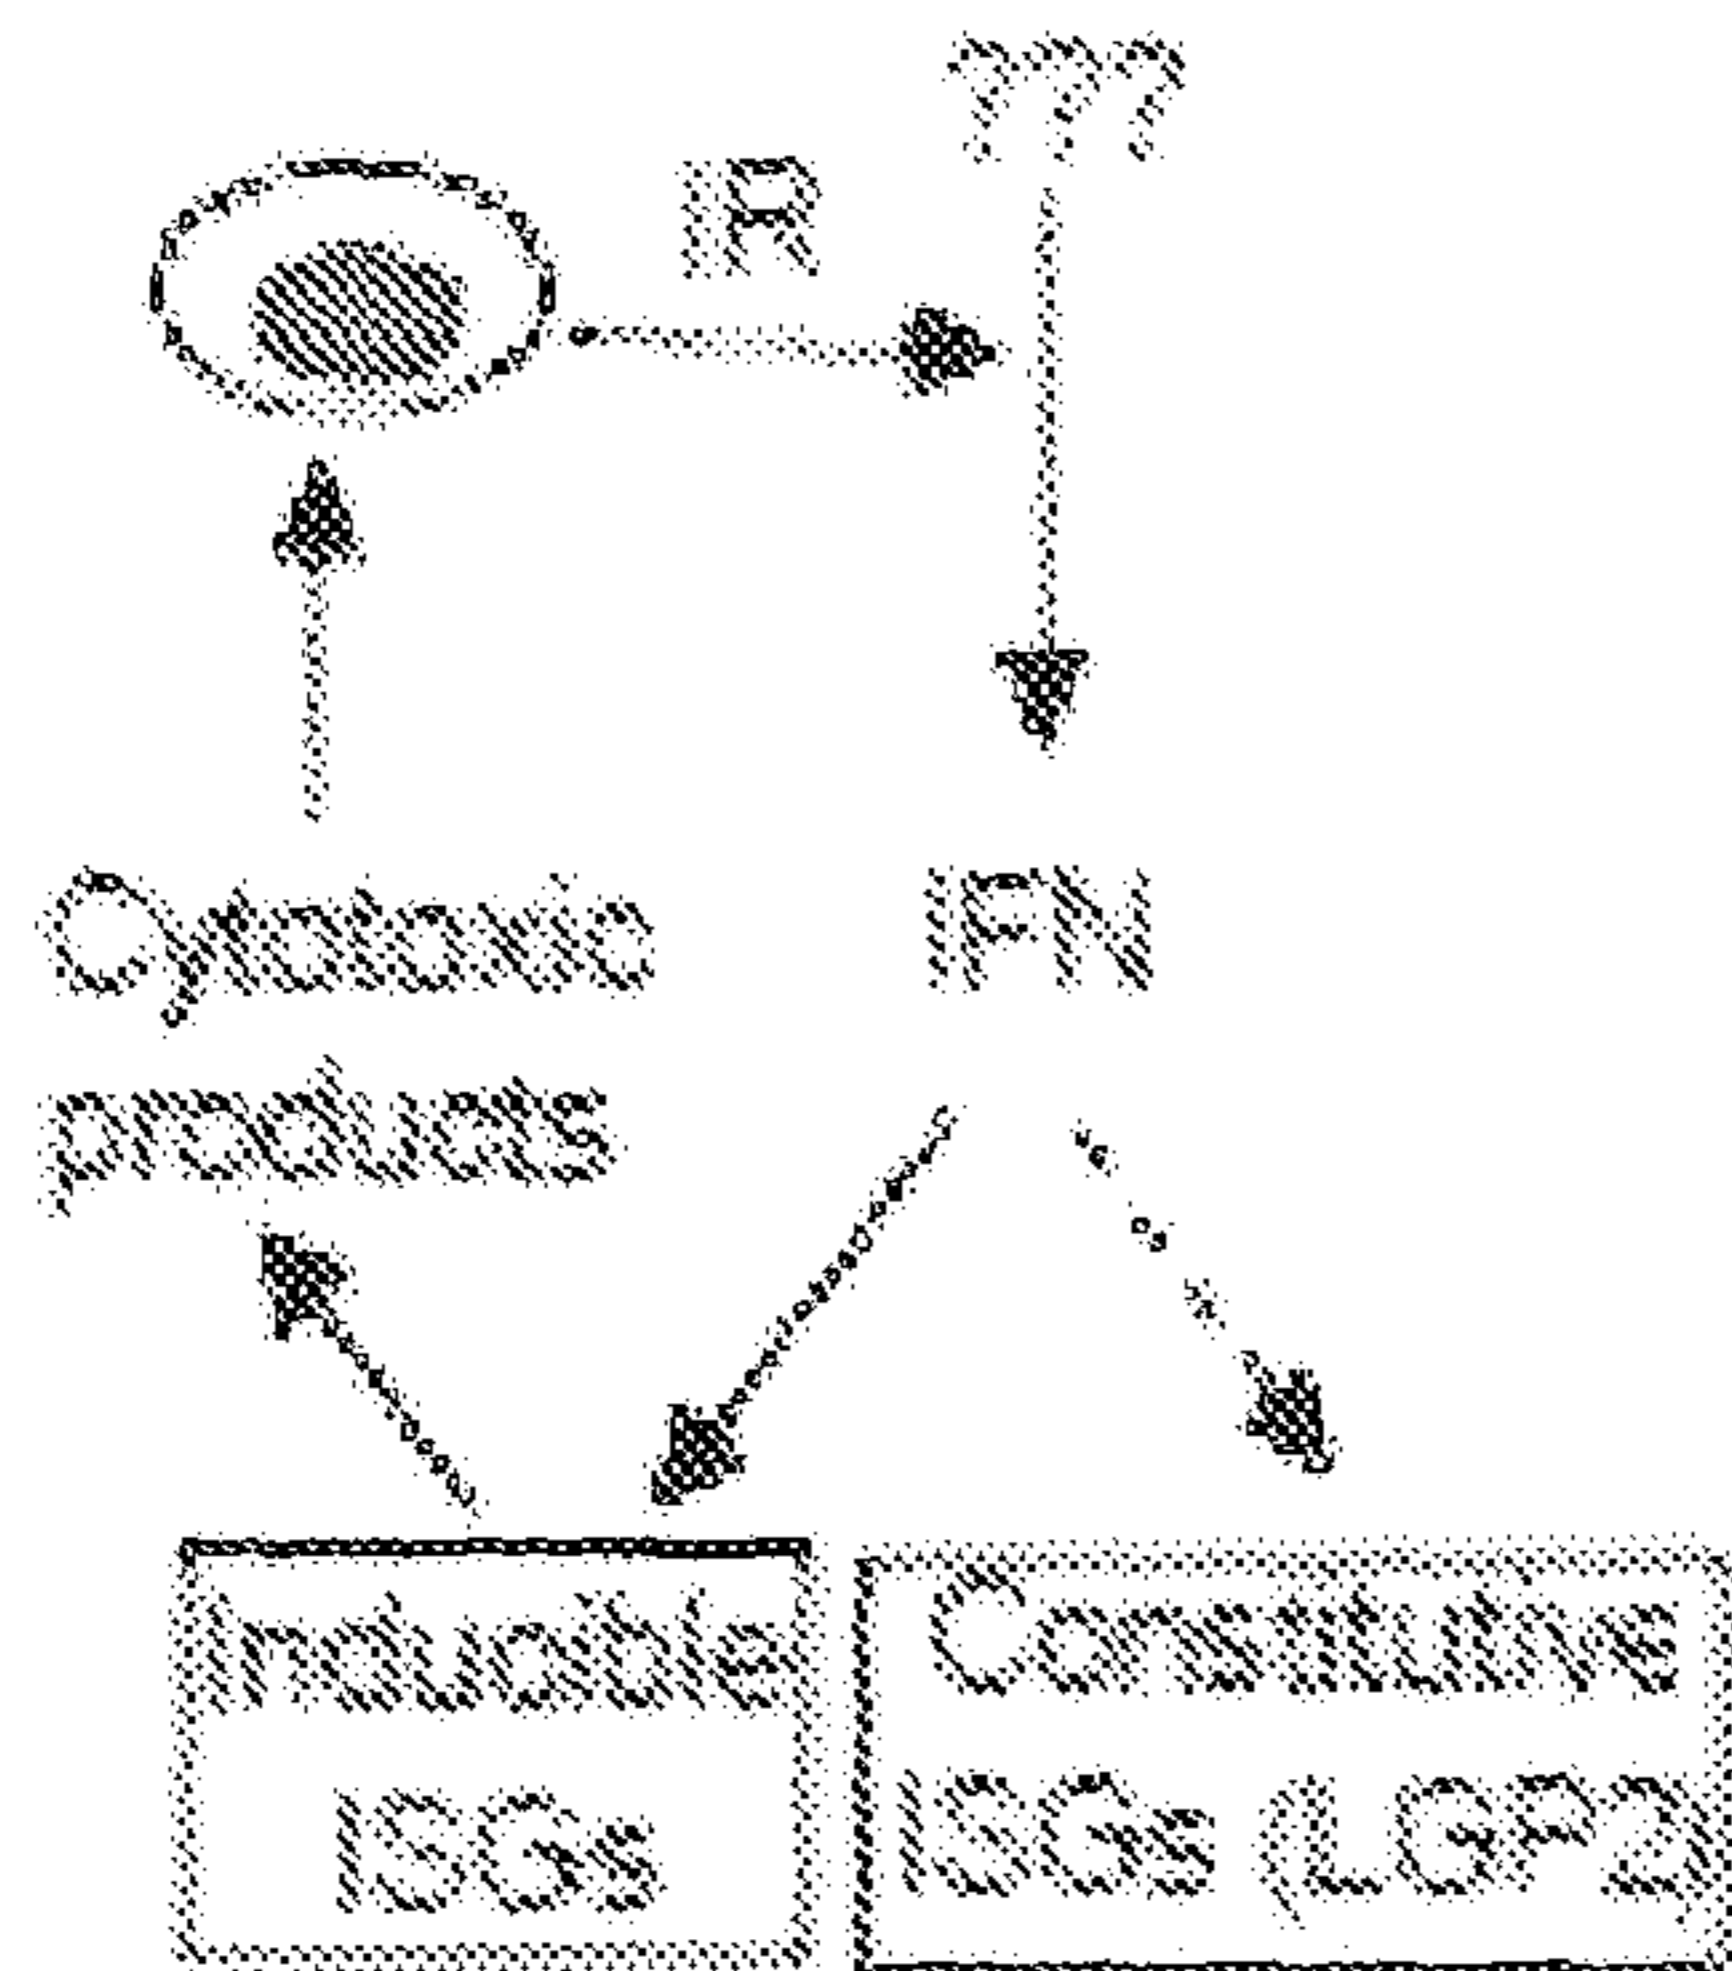 ???
IR
Cytotoxic
products
IFN
Inducible
ISGs
Constitutive
ISGs (LGP2)